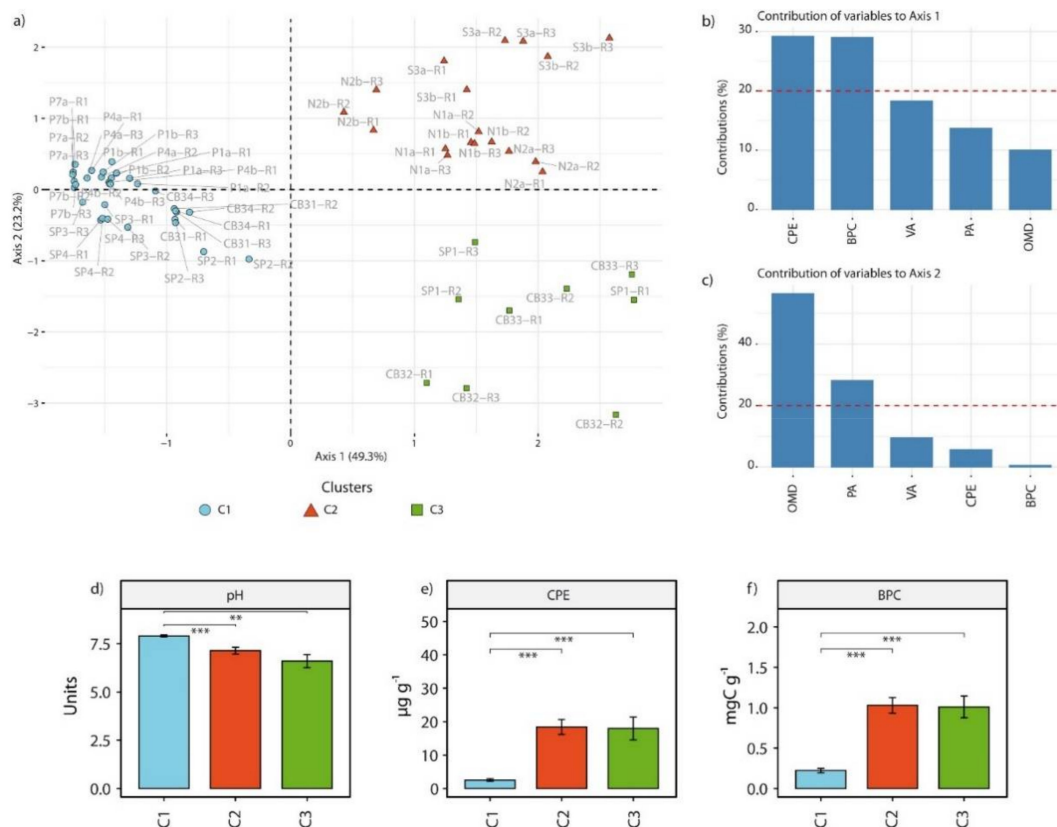 a)
S3a-R2
S3a-R3
S3b-R3
S3a-R1
S3b-R2
N2b-R3
N2b-R2
S3b-R1
N1a-R2
N2b-R1
N1b-R1
N1b-R2
N1a-R1
N1b-R3
N2a-R3
N1a-R3
N2a-R2
N2a-R1
P7a-R1
P7b-R1
P4a-R1
P7a-R2
P4a-R3
P1b-R3
P7a-R3
P1b-R1
P4a-R2
P1a-R1
P1b-R2
P1a-R3
P4b-R1
P1a-R2
P7b-R2
P4b-R2
P4b-R3
CB34-R3
CB31-R2
P7b-R3
SP3-R1
CB34-R2
SP3-R3
SP4-R3
CB31-R1
CB34-R1
SP4-R1
SP3-R2
CB31-R3
SP4-R2
SP2-R1
SP2-R3
SP2-R2
SP1-R3
CB33-R3
SP1-R2
CB33-R2
SP1-R1
CB33-R1
CB32-R1
CB32-R3
CB32-R2
2
1
0
-1
-2
-3
Axis 2 (23.2%)
-1
0
1
2
Axis 1 (49.3%)
Clusters
C1
C2
C3
b)
Contribution of variables to Axis 1
30
20
10
0
Contributions (%)
CPE
BPC
VA
PA
OMD
c)
Contribution of variables to Axis 2
40
20
0
Contributions (%)
OMD
PA
VA
CPE
BPC
d)
pH
**
***
7.5
5.0
2.5
0.0
Units
C1
C2
C3
e)
CPE
***
***
50
40
30
20
10
0
µg g⁻¹
C1
C2
C3
f)
BPC
***
***
2.0
1.5
1.0
0.5
0.0
mgC g⁻¹
C1
C2
C3